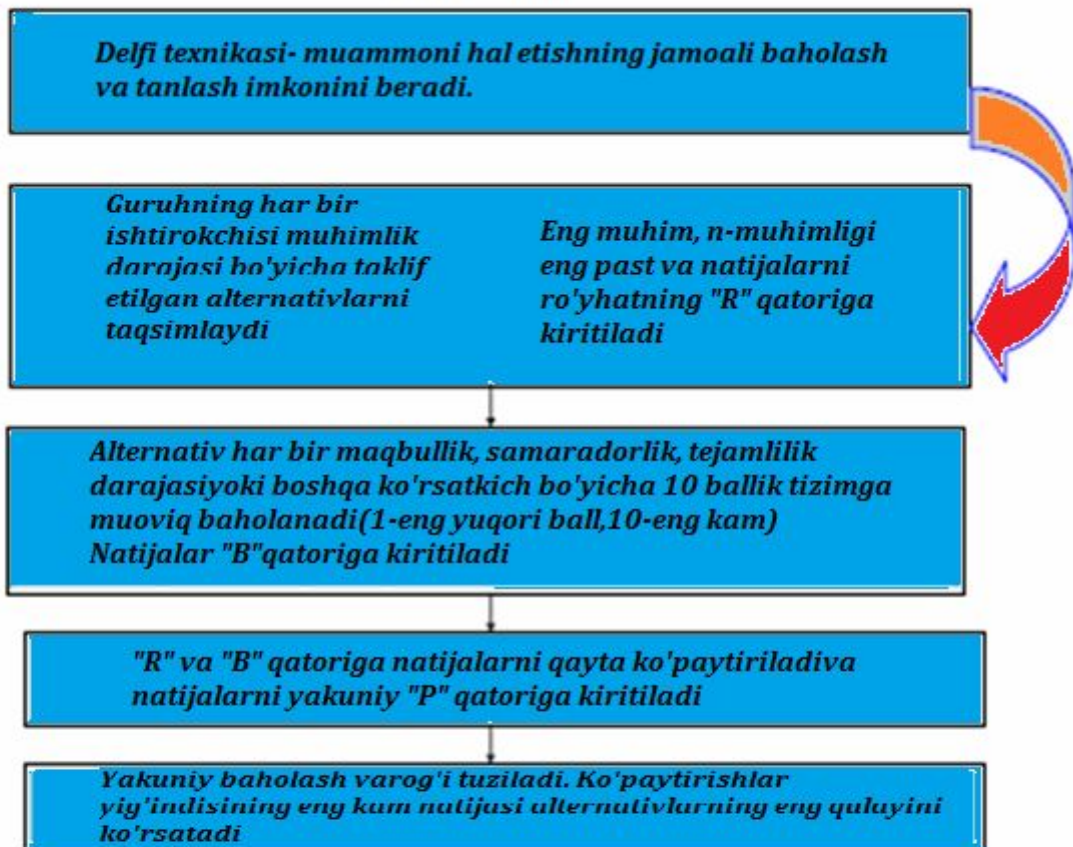 Delfi texnikasi- muammoni hal etishning jamoali baholash
va tanlash imkonini beradi.
Guruhning har bir
ishtirokchisi muhimlik
darajasi bo'yicha taklif
etilgan alternativlarni
taqsimlaydi
Eng muhim, n-muhimligi
eng past va natijalarni
ro'yhatning "R" qatoriga
kiritiladi
Alternativ har bir maqbullik, samaradorlik, tejamlilik
darajasiyoki boshqa ko'rsatkich bo'yicha 10 ballik tizimga
muoviq baholanadi(1-eng yuqori ball,10-eng kam)
Natijalar "B"qatoriga kiritiladi
"R" va "B" qatoriga natijalarni qayta ko'paytiriladiva
natijalarni yakuniy "P" qatoriga kiritiladi
Yakuniy baholash varog'i tuziladi. Ko'paytirishlar
yig'indisining eng kam natijasi alternativlarning eng qulayini
ko'rsatadi